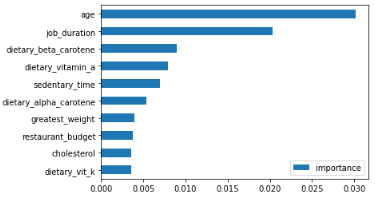 age
job_duration
dietary_beta_carotene
dietary_vitamin_a
sedentary_time
dietary_alpha_carotene
greatest_weight
restaurant_budget
cholesterol
dietary_vit_k
importance
0.000 0.005 0.010 0.015 0.020 0.025 0.030